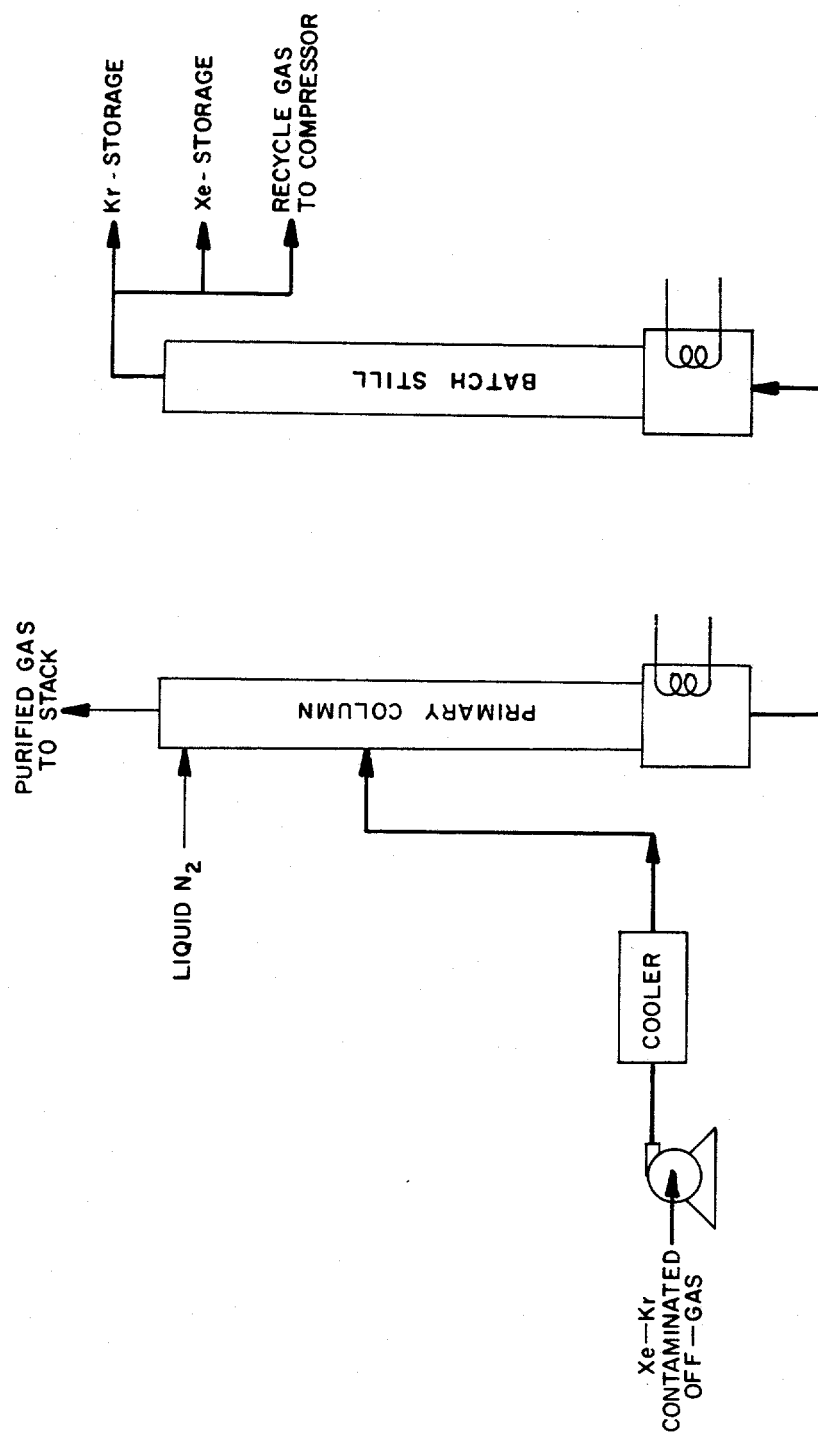 Xe—Kr
CONTAMINATED
OFF—GAS
COOLER
LIQUID N2
PURIFIED GAS
TO STACK
PRIMARY COLUMN
BATCH STILL
Kr - STORAGE
Xe - STORAGE
RECYCLE GAS
TO COMPRESSOR